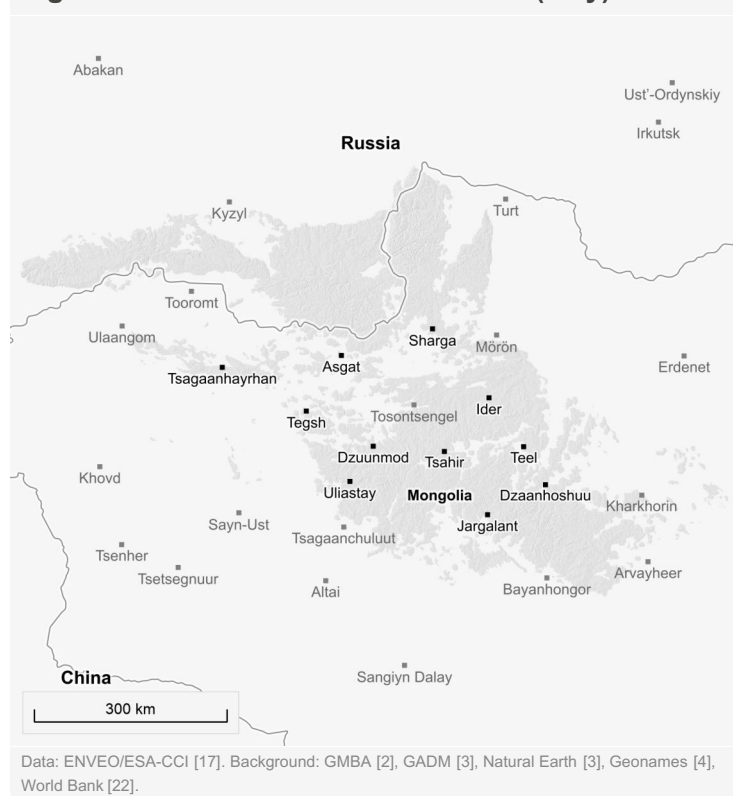 Abakan
Ust'-Ordynskiy
Irkutsk
Russia
Kyzyl
Turt
Tooromt
Ulaangom
Sharga
Mörön
Asgat
Erdenet
Tsagaanhayrhan
Ider
Tegsh
Tosontsengel
Dzuunmod
Tsahir
Teel
Khovd
Uliastay
Mongolia
Dzaanhoshuu
Kharkhorin
Sayn-Ust
Jargalant
Tsagaanchuluut
Tsenher
Tsetsegnuur
Arvayheer
Altai
Bayanhongor
China
Sangiyn Dalay
300 km
Data: ENVEO/ESA-CCI [17]. Background: GMBA [2], GADM [3], Natural Earth [3], Geonames [4],
World Bank [22].